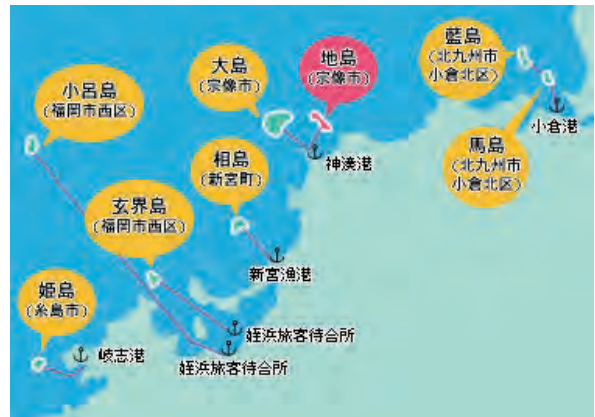 藍島
(北九州市
小倉北区)
大島
(宗像市)
地島
(宗像市)
小呂島
(福岡市西区)
小倉港
相島
(新宮町)
神湊港
馬島
(北九州市
小倉北区)
玄界島
(福岡市西区)
新宮漁港
姫島
(糸島市)
姪浜旅客待合所
岐志港
姪浜旅客待合所